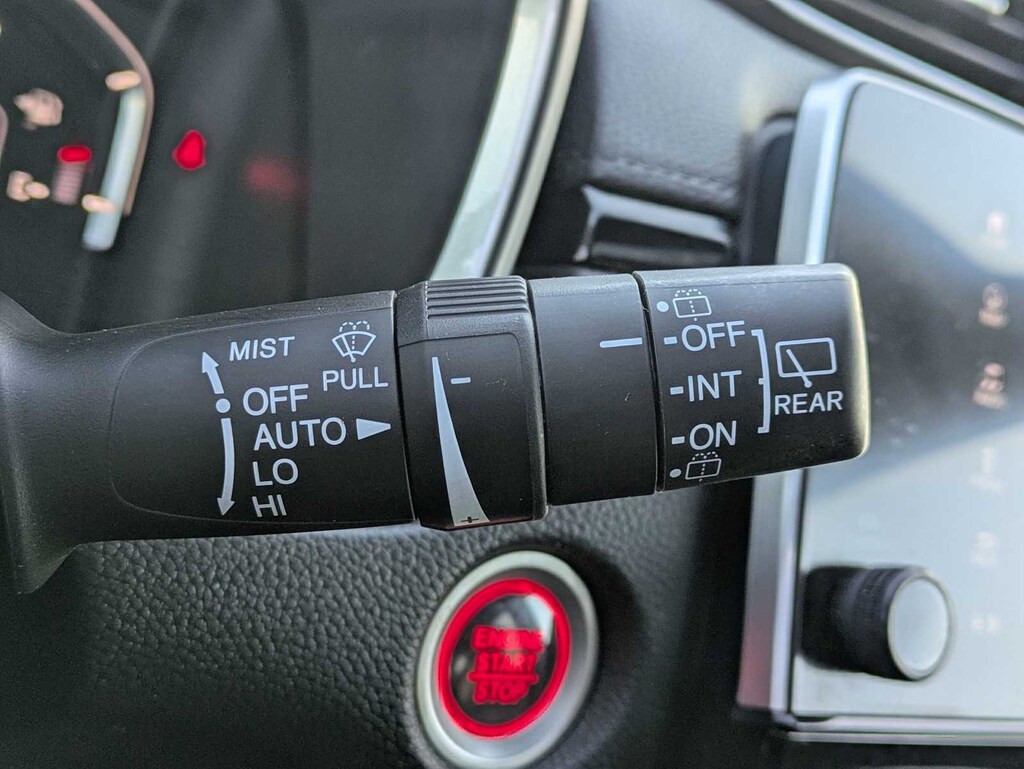 MIST
PULL
OFF
AUTO
LO
HI
- +
OFF
INT
ON
REAR
ENGINE
START
STOP